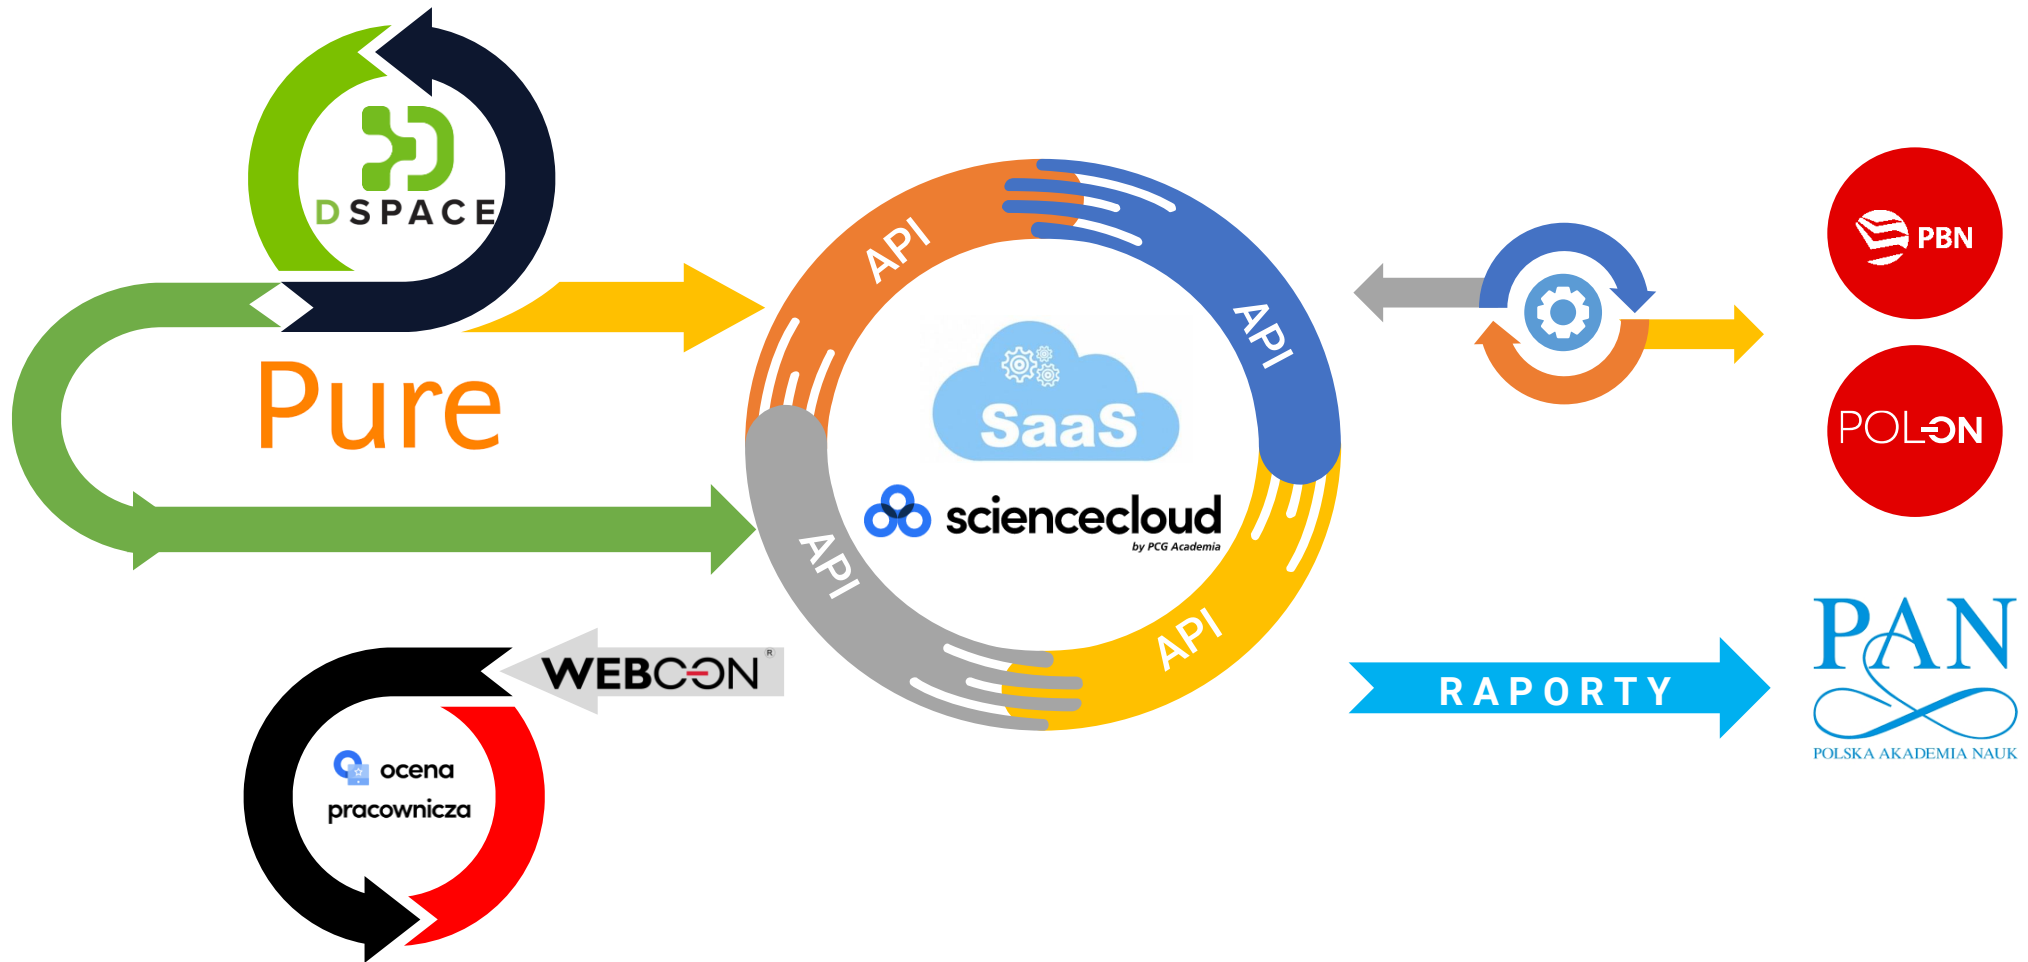 DSPACE
Pure
API
API
API
API
SaaS
sciencecloud
by PCG Academia
PBN
POL-ON
RAPORTY
PAN
POLSKA AKADEMIA NAUK
WEBCON®
ocena
pracownicza